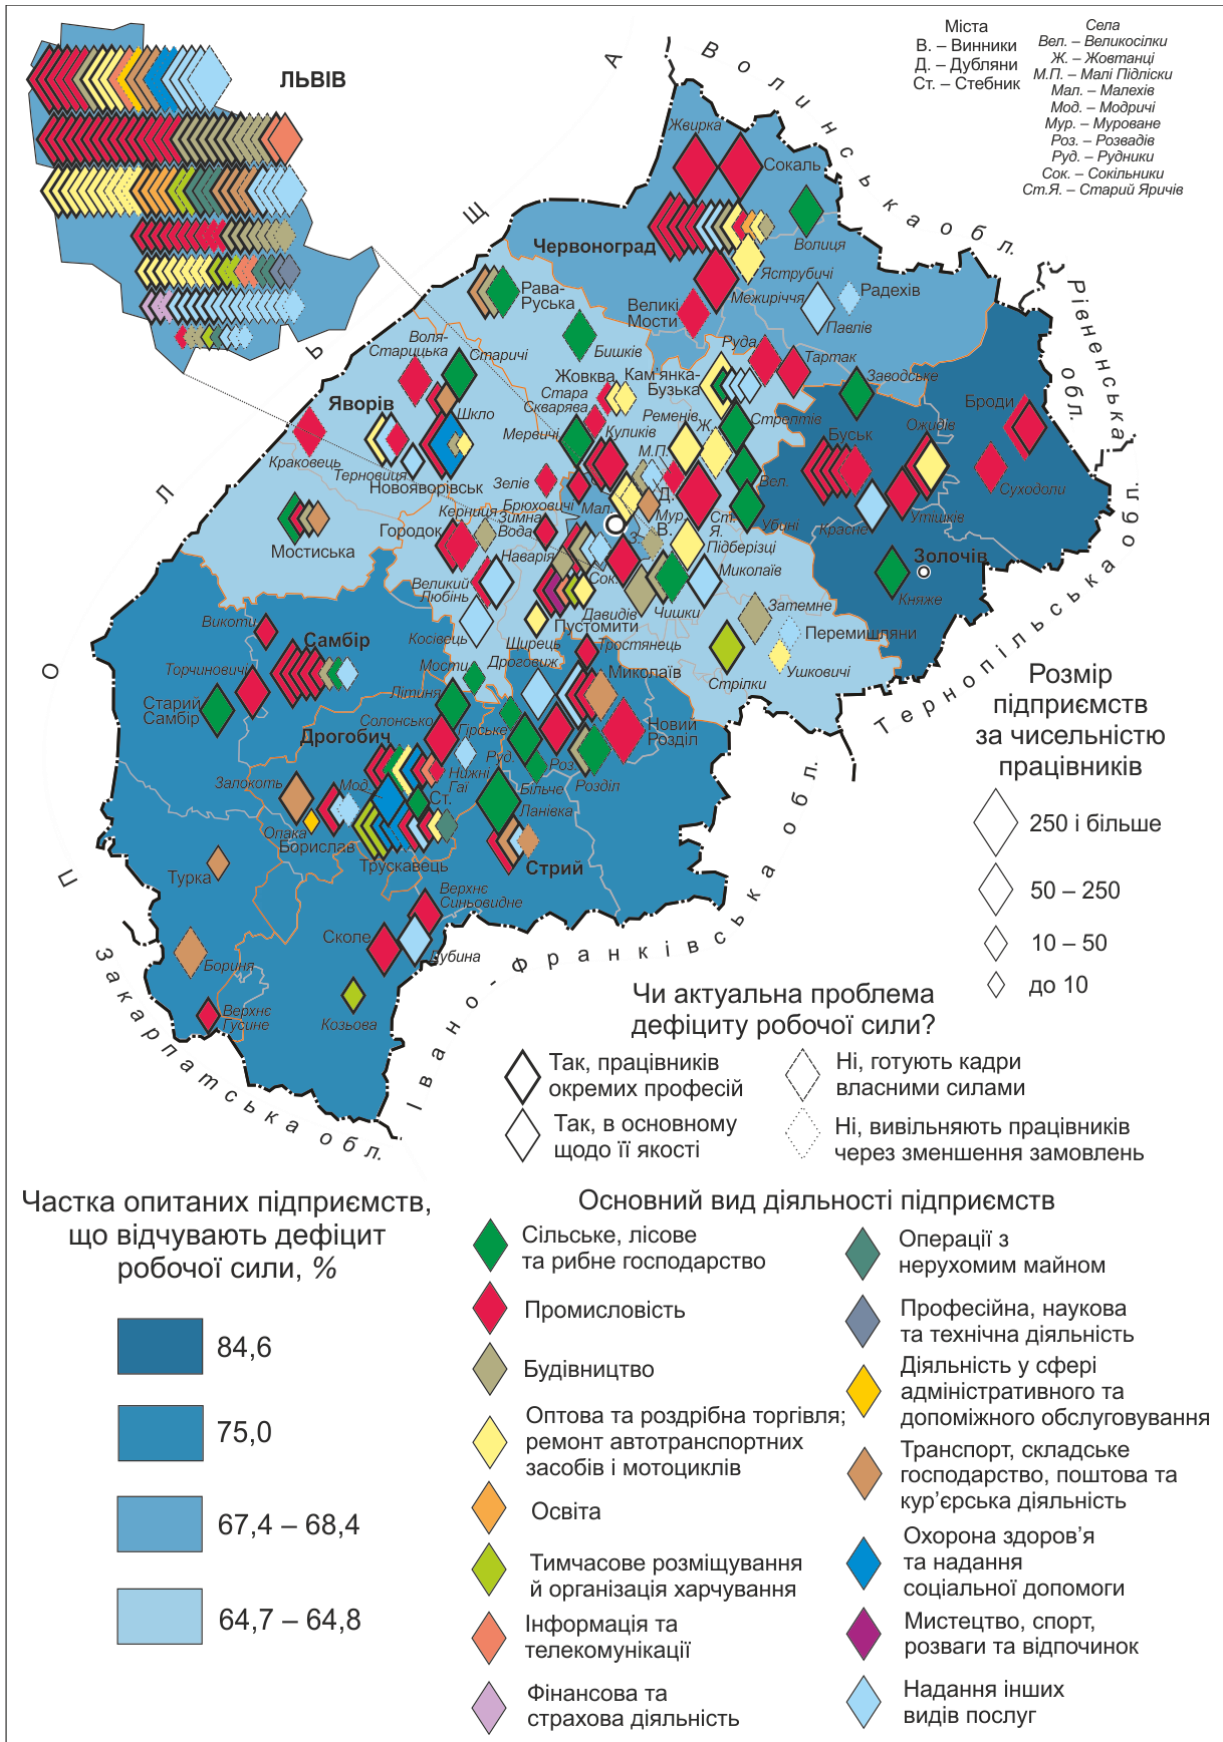 ЛЬВІВ
Міста
В. – Винники
Д. – Дубляни
Ст. – Стебник
Села
Вел. – Великосілки
Ж. – Жовтанці
М.П. – Малі Підліски
Мал. – Малехів
Мод. – Модричі
Мур. – Муроване
Роз. – Розвадів
Руд. – Рудники
Сок. – Сокільники
Ст.Я. – Старий Яричів
ПОЛЬЩА
Волинська обл.
Рівненська обл.
Тернопільська обл.
Івано-Франківська обл.
Закарпатська обл.
Жвирка
Сокаль
Червоноград
Волиця
Яструбичі
Межиріччя
Радехів
Павлів
Великі
Мости
Рава-
Руська
Бишків
Воля-
Старицька
Старичі
Руда
Тартак
Жовква
Кам'янка-
Бузька
Заводське
Стара
Скварява
Яворів
Шкло
Мервичі
Куликів
Ременів
Ж.
Стрептів
Буськ
Ожидів
Броди
Краковець
Терновиця
Новояворівськ
Зелів
М.П.
Вел.
Суходоли
Брюховичі
Мал.
Д.
Убині
Красне
Утішків
Мостиська
Городок
Керниця
Зимна
Вода
Мур.
В.
З.
Ст.
Я.
Підберізці
Золочів
Наварія
Сок.
Миколаїв
Княже
Великий
Любінь
Давидів
Чишки
Затемне
Косівець
Щирець
Пустомити
Перемишляни
Викоти
Самбір
Тростянець
Ушковичі
Стрілки
Торчиновичі
Мости
Дроговиж
Миколаїв
Старий
Самбір
Літиня
Солонсько
Гірське
Новий
Розділ
Дрогобич
Руд.
Роз.
Нижні
Гаї
Більче
Розділ
Залокоть
Мод.
Ст.
Ланівка
Опака
Борислав
Трускавець
Стрий
Турка
Верхнє
Синьовидне
Сколе
Дубина
Бориня
Козьова
Верхнє
Гусине
Розмір
підприємств
за чисельністю
працівників
250 і більше
50 – 250
10 – 50
до 10
Чи актуальна проблема
дефіциту робочої сили?
Так, працівників
окремих професій
Так, в основному
щодо її якості
Ні, готують кадри
власними силами
Ні, вивільняють працівників
через зменшення замовлень
Частка опитаних підприємств,
що відчувають дефіцит
робочої сили, %
84,6
75,0
67,4 – 68,4
64,7 – 64,8
Основний вид діяльності підприємств
Сільське, лісове
та рибне господарство
Промисловість
Будівництво
Оптова та роздрібна торгівля;
ремонт автотранспортних
засобів і мотоциклів
Освіта
Тимчасове розміщування
й організація харчування
Інформація та
телекомунікації
Фінансова та
страхова діяльність
Операції з
нерухомим майном
Професійна, наукова
та технічна діяльність
Діяльність у сфері
адміністративного та
допоміжного обслуговування
Транспорт, складське
господарство, поштова та
кур’єрська діяльність
Охорона здоров’я
та надання
соціальної допомоги
Мистецтво, спорт,
розваги та відпочинок
Надання інших
видів послуг